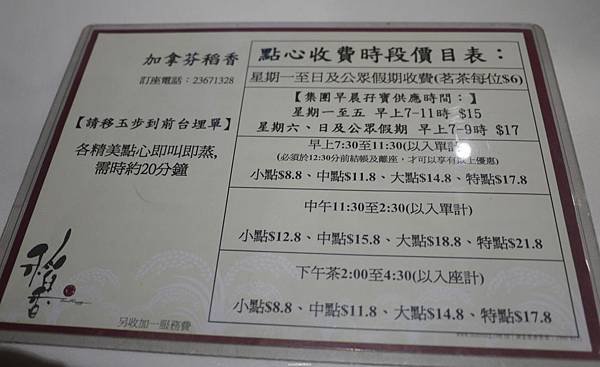 加拿芬稻香
訂座電話：23671328
【請移玉步到前台埋單】
各精美點心即叫即蒸,
需時約20分鐘
稻香
另收加一服務費
點心收費時段價目表：
星期一至日及公眾假期收費(茗茶每位$6)
【集團早晨孖寶供應時間：】
星期一至五 早上7-11時 $15
星期六、日及公眾假期 早上7-9時 $17
早上7:30至11:30(以入單計)
(必須於12:30分前結帳及離座，才可以享有以上優惠)
小點$8.8、中點$11.8、大點$14.8、特點$17.8
中午11:30至2:30(以入單計)
小點$12.8、中點$15.8、大點$18.8、特點$21.8
下午茶2:00至4:30(以入座計)
小點$8.8、中點$11.8、大點$14.8、特點$17.8